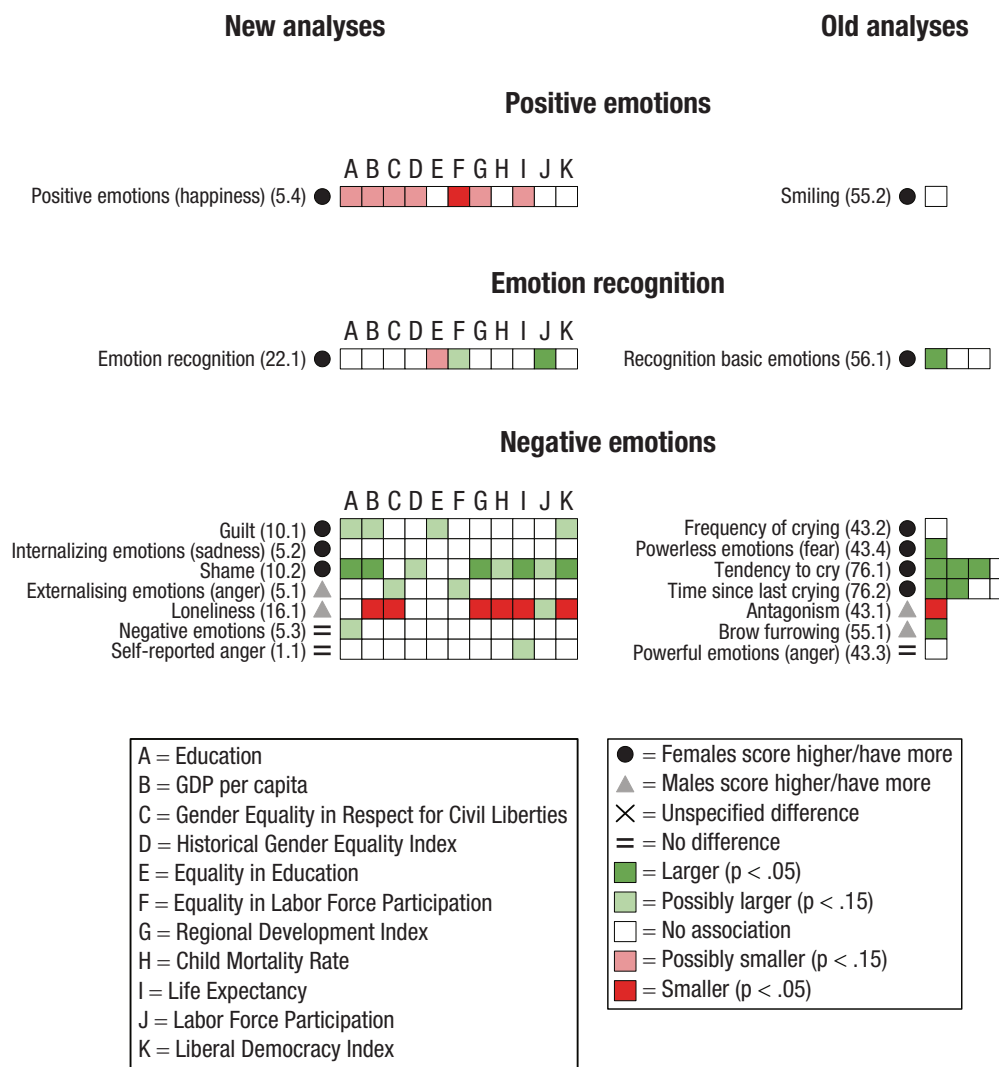 New analyses
Old analyses
Positive emotions
A B C D E F G H I J K
Positive emotions (happiness) (5.4)
Smiling (55.2)
Emotion recognition
A B C D E F G H I J K
Emotion recognition (22.1)
Recognition basic emotions (56.1)
Negative emotions
A B C D E F G H I J K
Guilt (10.1)
Internalizing emotions (sadness) (5.2)
Shame (10.2)
Externalising emotions (anger) (5.1)
Loneliness (16.1)
Negative emotions (5.3)
Self-reported anger (1.1)
Frequency of crying (43.2)
Powerless emotions (fear) (43.4)
Tendency to cry (76.1)
Time since last crying (76.2)
Antagonism (43.1)
Brow furrowing (55.1)
Powerful emotions (anger) (43.3)
A = Education
B = GDP per capita
C = Gender Equality in Respect for Civil Liberties
D = Historical Gender Equality Index
E = Equality in Education
F = Equality in Labor Force Participation
G = Regional Development Index
H = Child Mortality Rate
I = Life Expectancy
J = Labor Force Participation
K = Liberal Democracy Index
= Females score higher/have more
= Males score higher/have more
= Unspecified difference
= No difference
= Larger (p < .05)
= Possibly larger (p < .15)
= No association
= Possibly smaller (p < .15)
= Smaller (p < .05)